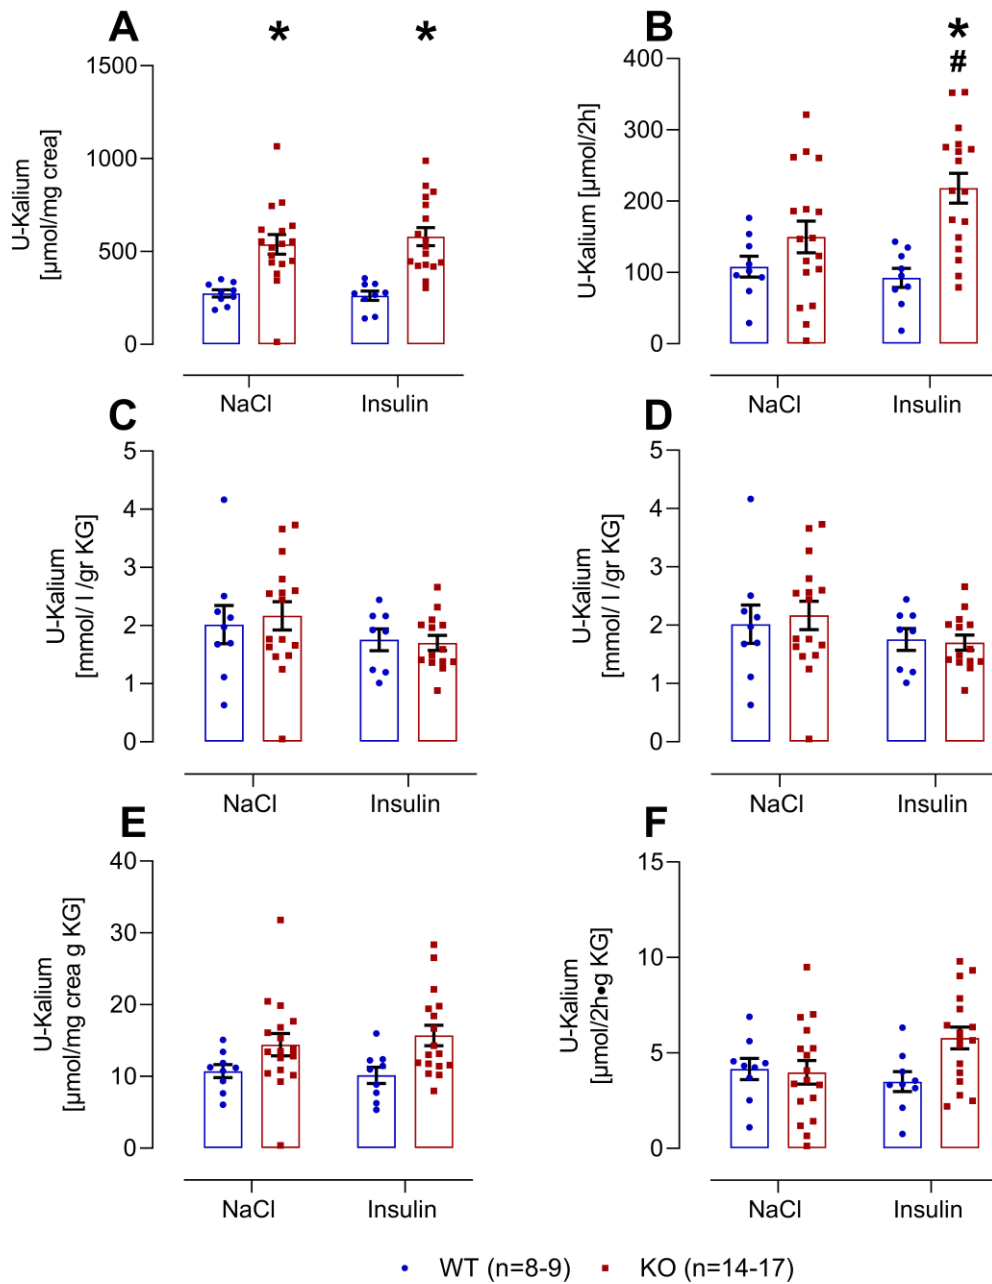 A
* *
U-Kalium
[µmol/mg crea]
1500
1000
500
0
NaCl Insulin
B
*
#
U-Kalium [µmol/2h]
400
300
200
100
0
NaCl Insulin
C
U-Kalium
[mmol/ l /gr KG]
5
4
3
2
1
0
NaCl Insulin
D
U-Kalium
[mmol/ l /gr KG]
5
4
3
2
1
0
NaCl Insulin
E
U-Kalium
[µmol/mg crea g KG]
40
30
20
10
0
NaCl Insulin
F
U-Kalium
[µmol/2h•g KG]
15
10
5
0
NaCl Insulin
WT (n=8-9) KO (n=14-17)